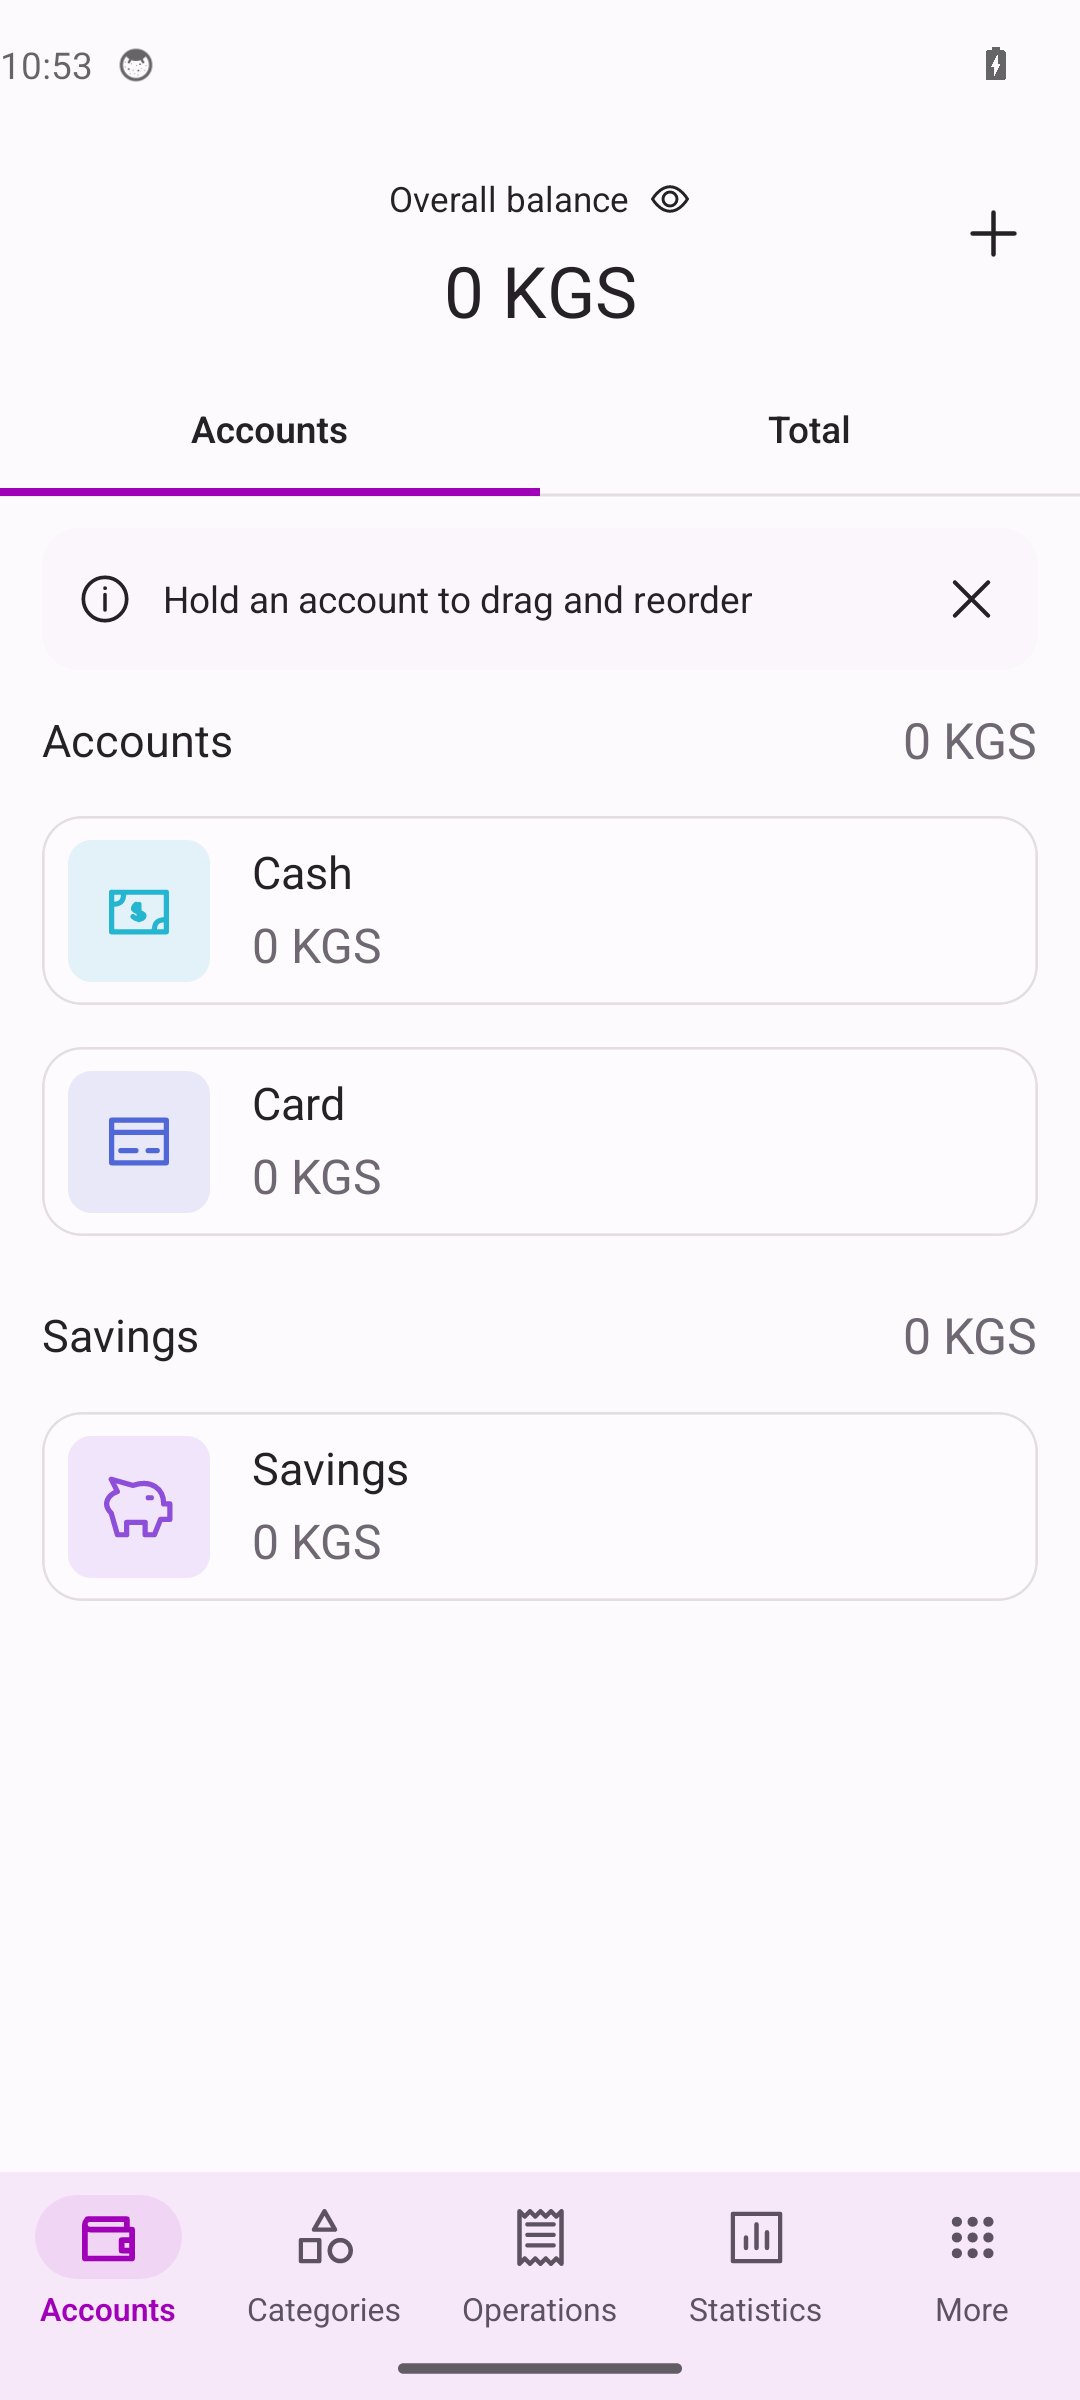 10:53
Overall balance
0 KGS
Accounts
Total
Hold an account to drag and reorder
Accounts
0 KGS
Cash
0 KGS
Card
0 KGS
Savings
0 KGS
Savings
0 KGS
Accounts
Categories
Operations
Statistics
More